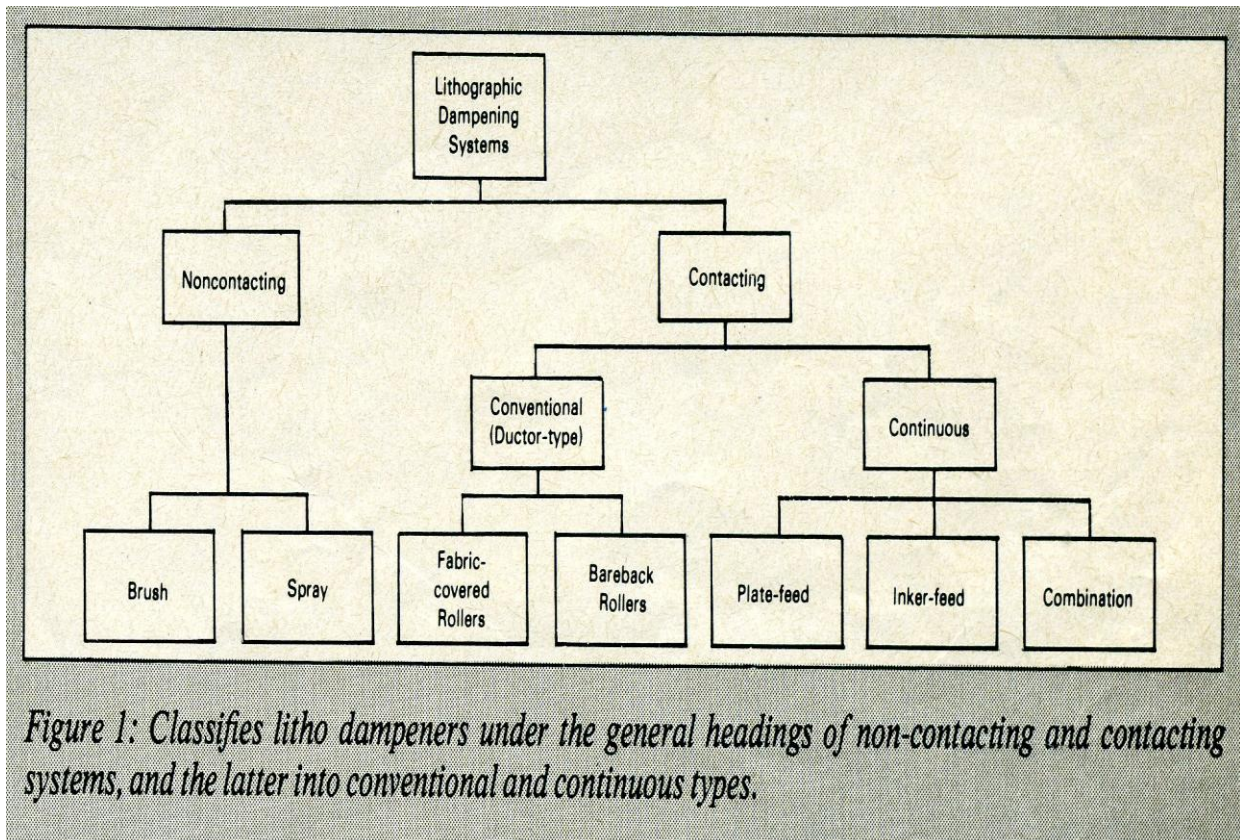 Lithographic
Dampening
Systems
Noncontacting
Contacting
Conventional
(Ductor-type)
Continuous
Brush
Spray
Fabric-
covered
Rollers
Bareback
Rollers
Plate-feed
Inker-feed
Combination
Figure 1: Classifies litho dampeners under the general headings of non-contacting and contacting
systems, and the latter into conventional and continuous types.